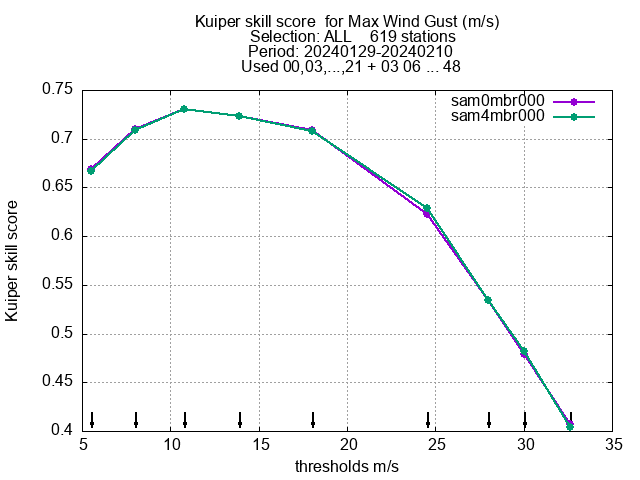 Kuiper skill score  for Max Wind Gust (m/s)
Selection: ALL    619 stations
Period: 20240129-20240210
Used 00,03,...,21 + 03 06 ... 48
sam0mbr000
sam4mbr000
0.75
0.7
0.65
0.6
0.55
0.5
0.45
0.4
Kuiper skill score
5 10 15 20 25 30 35
thresholds m/s